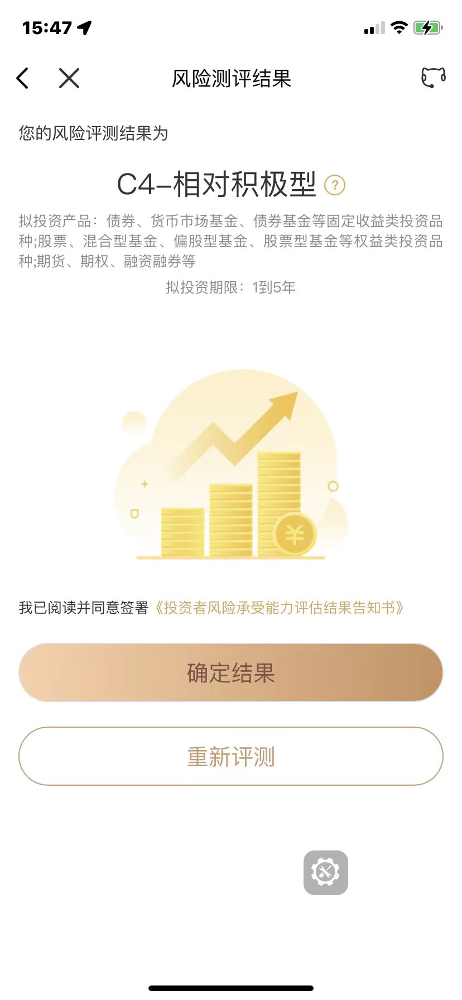 15:47
风险测评结果
您的风险评测结果为
C4-相对积极型 ?
拟投资产品：债券、货币市场基金、债券基金等固定收益类投资品
种;股票、混合型基金、偏股型基金、股票型基金等权益类投资品
种;期货、期权、融资融券等
拟投资期限：1到5年
¥
我已阅读并同意签署《投资者风险承受能力评估结果告知书》
确定结果
重新评测